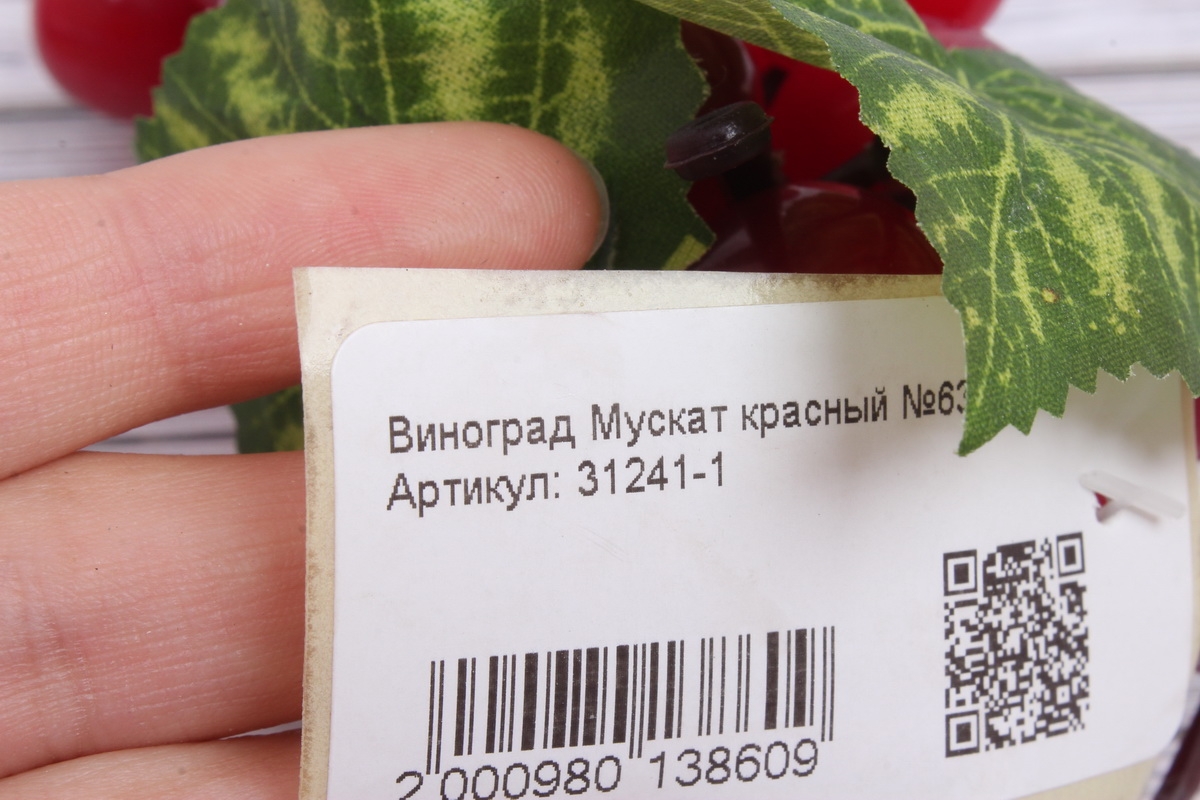 Виноград Мускат красный №63
Артикул: 31241-1
2 000980 138609